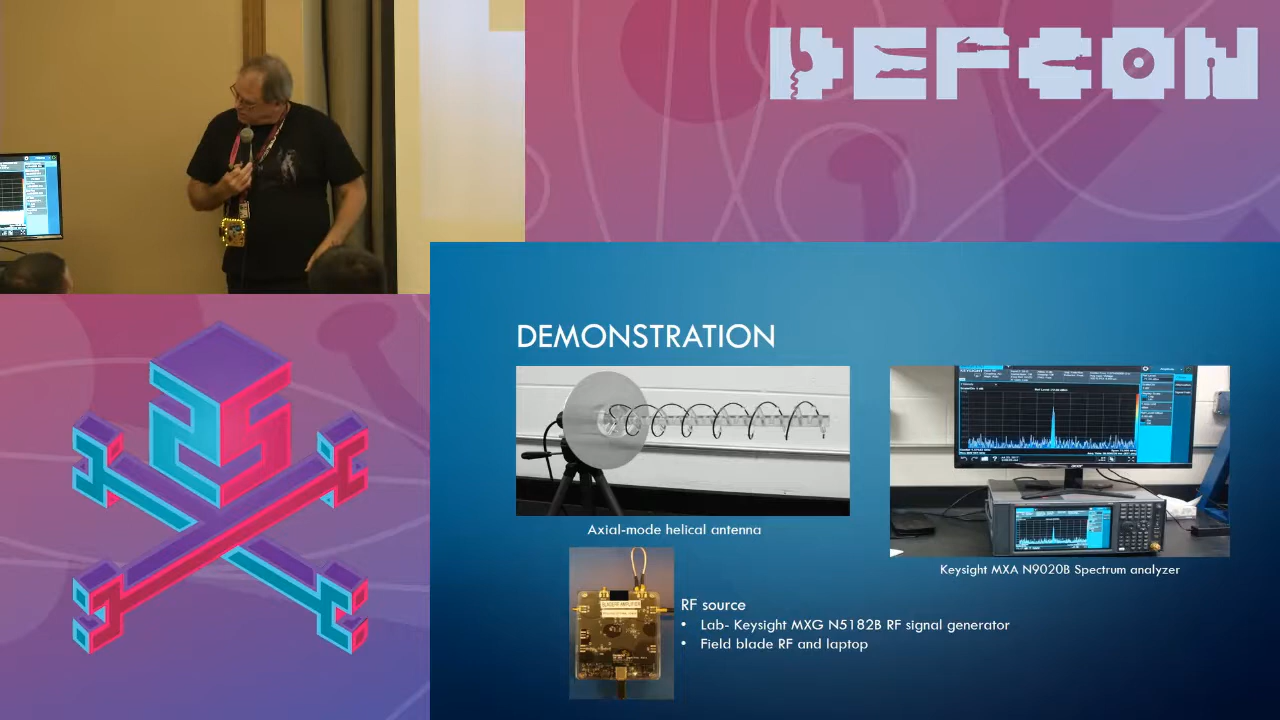 DEFCON
DEMONSTRATION
Axial-mode helical antenna
Keysight MXA N9020B Spectrum analyzer
RF source
• Lab- Keysight MXG N5182B RF signal generator
• Field blade RF and laptop